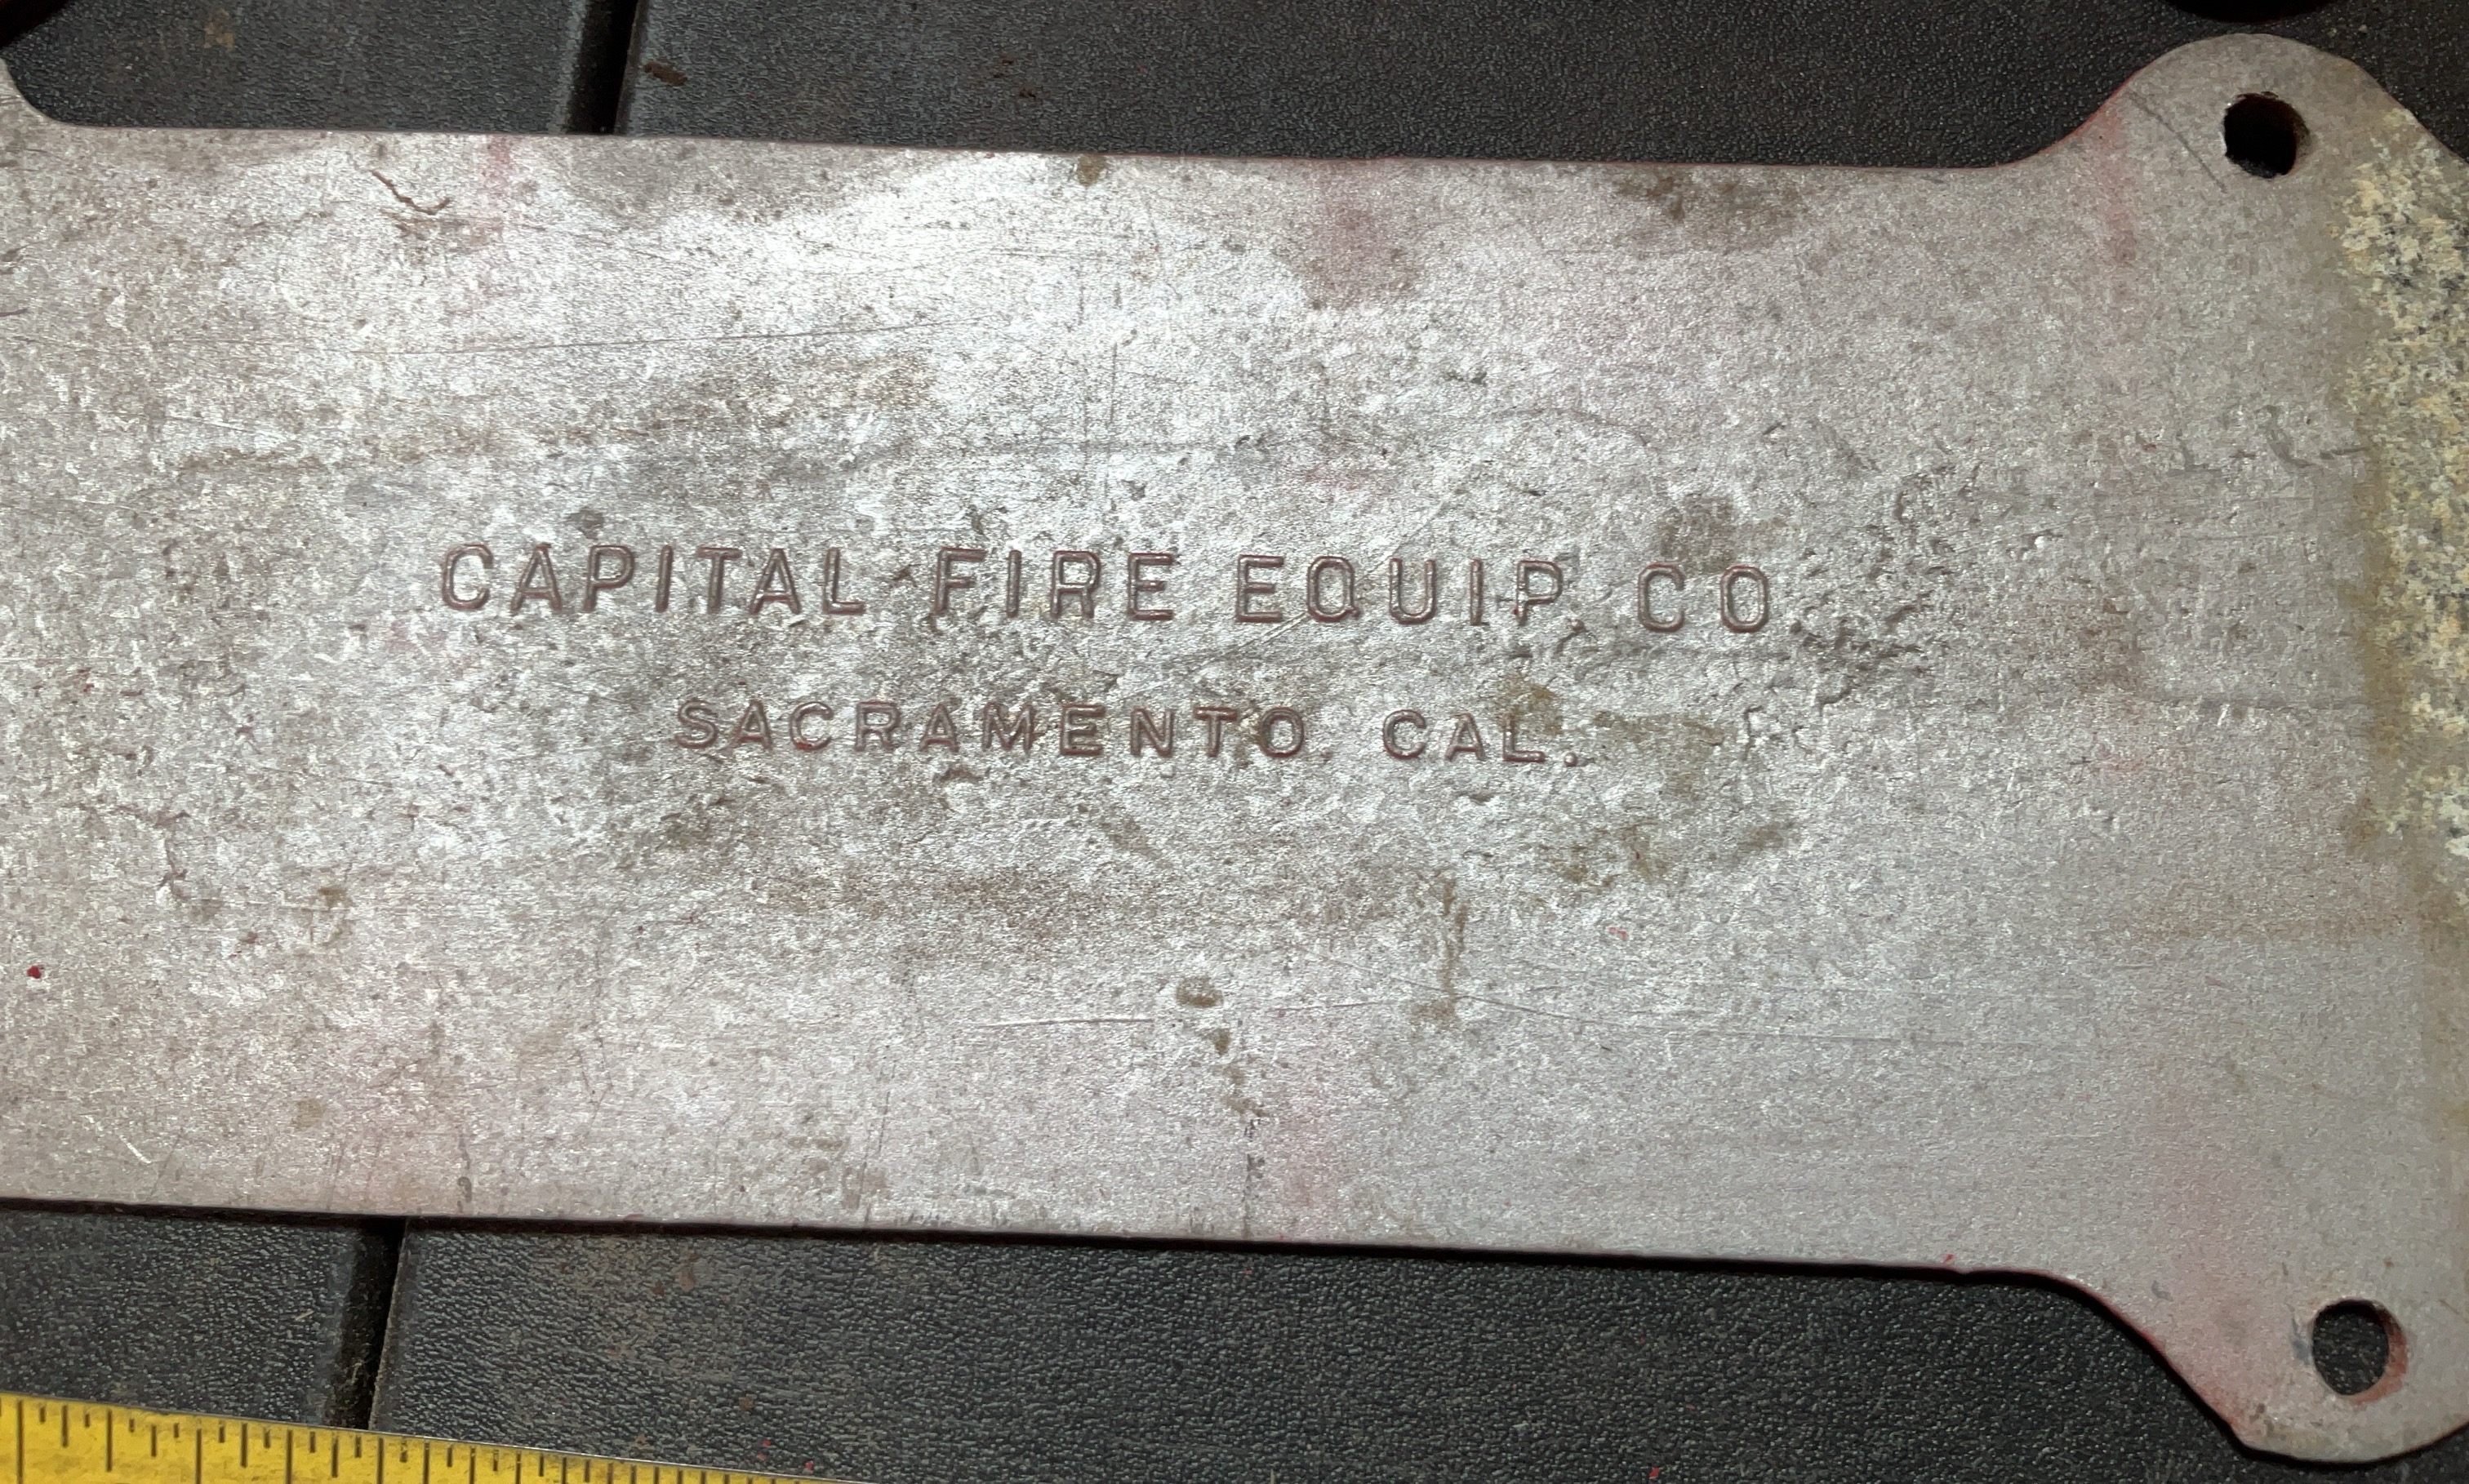 CAPITAL FIRE EQUIP. CO
SACRAMENTO. CAL.